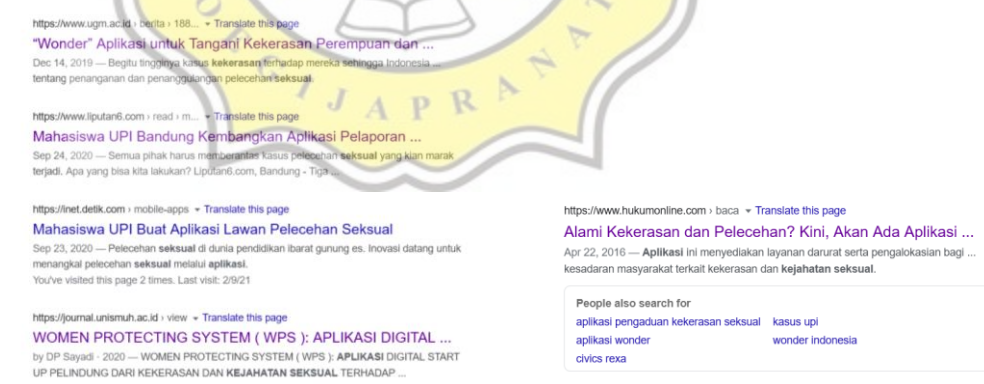 https://www.ugm.ac.id › berita › 188... Translate this page
“Wonder” Aplikasi untuk Tangani Kekerasan Perempuan dan ...
Dec 14, 2019 — Begitu tingginya kasus kekerasan terhadap mereka sehingga Indonesia ...
tentang penanganan dan penanggulangan pelecehan seksual.
https://www.liputan6.com › read › m... Translate this page
Mahasiswa UPI Bandung Kembangkan Aplikasi Pelaporan ...
Sep 24, 2020 — Semua pihak harus memberantas kasus pelecehan seksual yang kian marak
terjadi. Apa yang bisa kita lakukan? Liputan6.com, Bandung - Tiga ...
https://inet.detik.com › mobile-apps Translate this page
Mahasiswa UPI Buat Aplikasi Lawan Pelecehan Seksual
Sep 23, 2020 — Pelecehan seksual di dunia pendidikan ibarat gunung es. Inovasi datang untuk
menangkal pelecehan seksual melalui aplikasi.
You've visited this page 2 times. Last visit: 2/9/21
https://journal.unismuh.ac.id › view Translate this page
WOMEN PROTECTING SYSTEM ( WPS ): APLIKASI DIGITAL ...
by DP Sayadi · 2020 — WOMEN PROTECTING SYSTEM ( WPS ): APLIKASI DIGITAL START
UP PELINDUNG DARI KEKERASAN DAN KEJAHATAN SEKSUAL TERHADAP ...
https://www.hukumonline.com › baca Translate this page
Alami Kekerasan dan Pelecehan? Kini, Akan Ada Aplikasi ...
Apr 22, 2016 — Aplikasi ini menyediakan layanan darurat serta pengalokasian bagi ...
kesadaran masyarakat terkait kekerasan dan kejahatan seksual.
People also search for
aplikasi pengaduan kekerasan seksual kasus upi
aplikasi wonder wonder indonesia
civics rexa
OEGIJAPRANAT